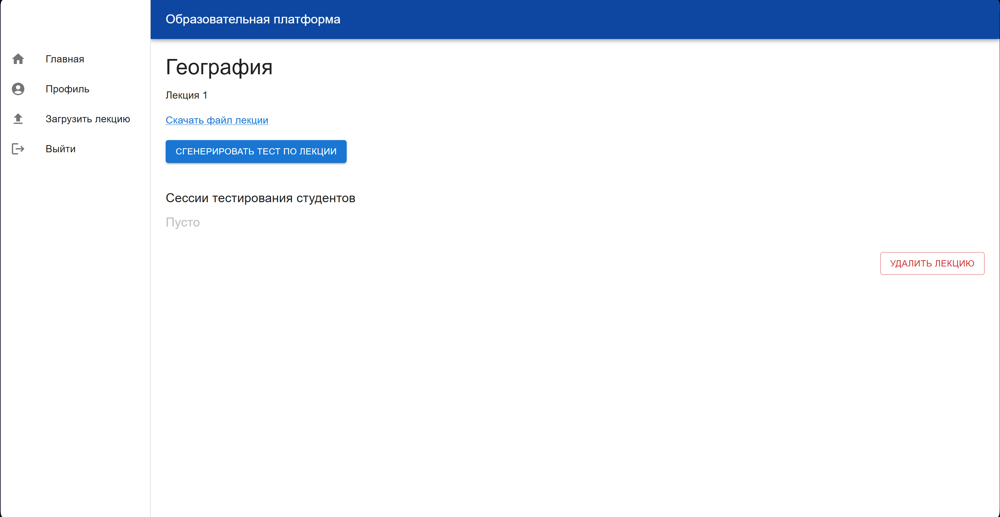 Образовательная платформа
Главная
Профиль
Загрузить лекцию
Выйти
География
Лекция 1
Скачать файл лекции
СГЕНЕРИРОВАТЬ ТЕСТ ПО ЛЕКЦИИ
Сессии тестирования студентов
Пусто
УДАЛИТЬ ЛЕКЦИЮ